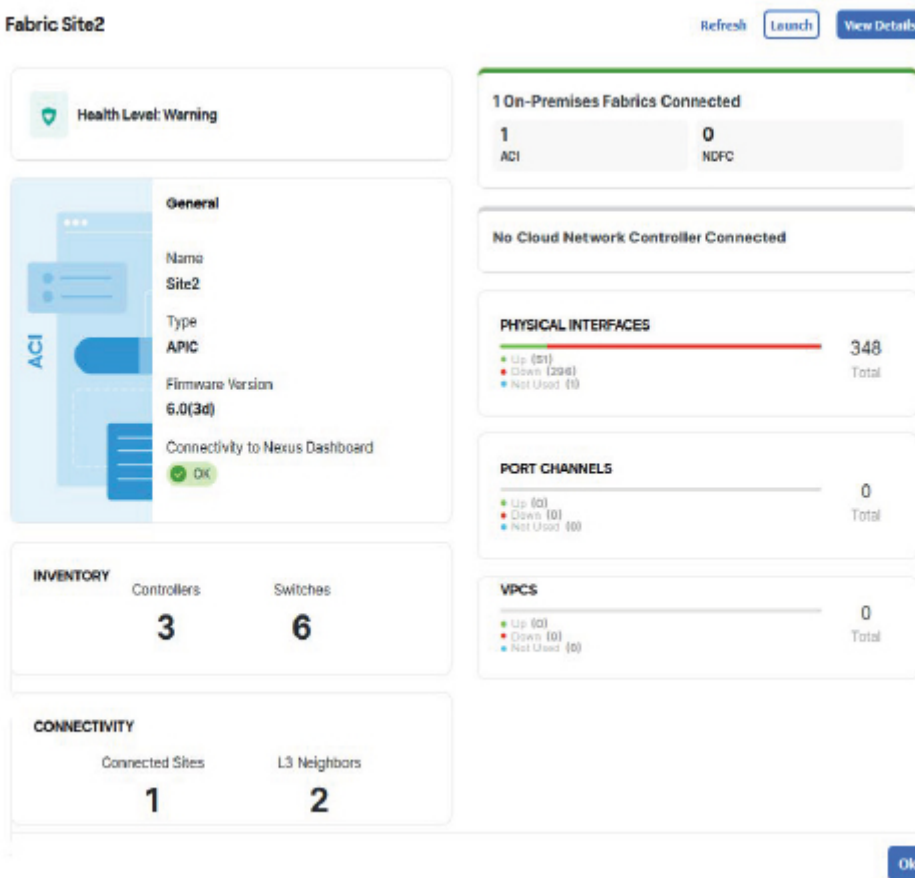 Fabric Site2
Refresh
Launch
View Details
Health Level: Warning
ACI
General
Name
Site2
Type
APIC
Firmware Version
6.0(3d)
Connectivity to Nexus Dashboard
OK
INVENTORY
Controllers
Switches
3
6
CONNECTIVITY
Connected Sites
L3 Neighbors
1
2
1 On-Premises Fabrics Connected
1
0
ACI
NDFC
No Cloud Network Controller Connected
PHYSICAL INTERFACES
Up (51)
Down (296)
Not Used (1)
348
Total
PORT CHANNELS
Up (0)
Down (0)
Not Used (0)
0
Total
VPCS
Up (0)
Down (0)
Not Used (0)
0
Total
Ok